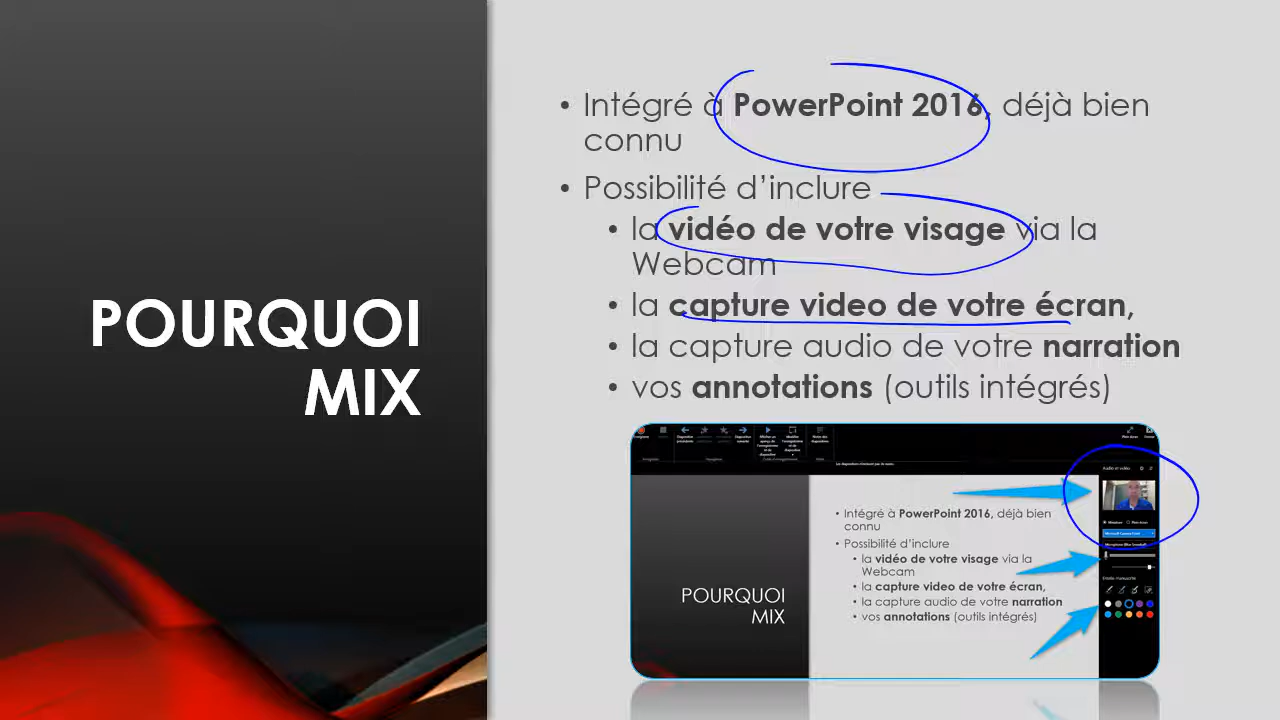 POURQUOI
MIX
• Intégré à PowerPoint 2016, déjà bien
connu
• Possibilité d’inclure
• la vidéo de votre visage via la
Webcam
• la capture video de votre écran,
• la capture audio de votre narration
• vos annotations (outils intégrés)
Audio et vidéo
POURQUOI
MIX
• Intégré à PowerPoint 2016, déjà bien
connu
• Possibilité d’inclure
• la vidéo de votre visage via la
Webcam
• la capture video de votre écran,
• la capture audio de votre narration
• vos annotations (outils intégrés)